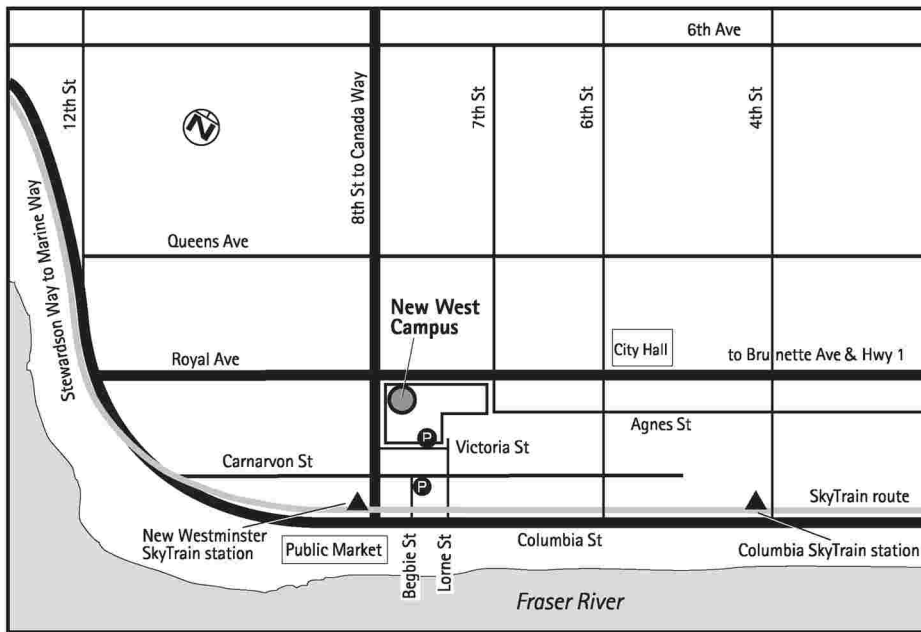 6th Ave
12th St
8th St to Canada Way
7th St
6th St
4th St
N
Stewardson Way to Marine Way
Queens Ave
New West
Campus
City Hall
Royal Ave
to Brunette Ave & Hwy 1
Agnes St
P
Victoria St
Carnarvon St
P
SkyTrain route
New Westminster
SkyTrain station
Public Market
Begbie St
Lorne St
Columbia St
Columbia SkyTrain station
Fraser River